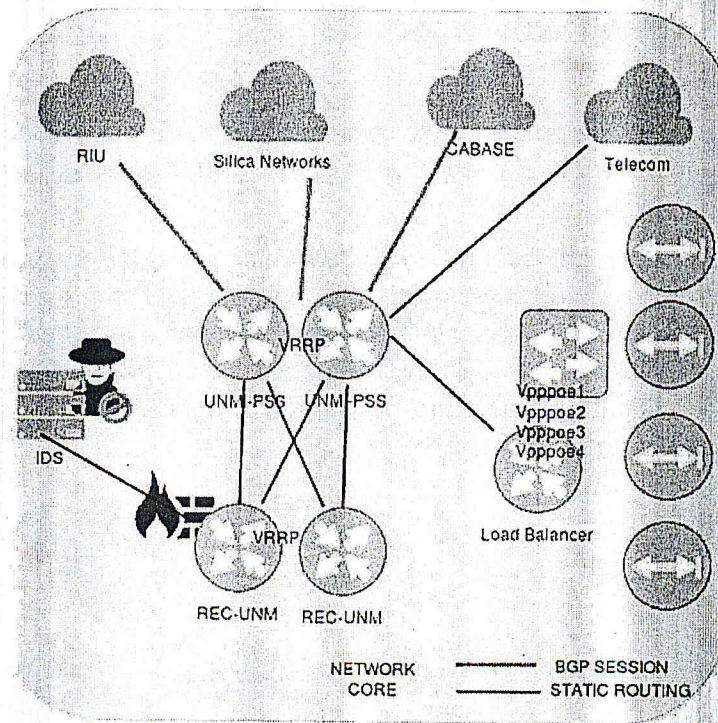 RIU
Silica Networks
CABASE
Telecom
VRRP
UNM-PSG
UNM-PSS
Vpppoe1
Vpppoe2
Vpppoe3
Vpppoe4
IDS
VRRP
Load Balancer
REC-UNM
REC-UNM
NETWORK
CORE
BGP SESSION
STATIC ROUTING